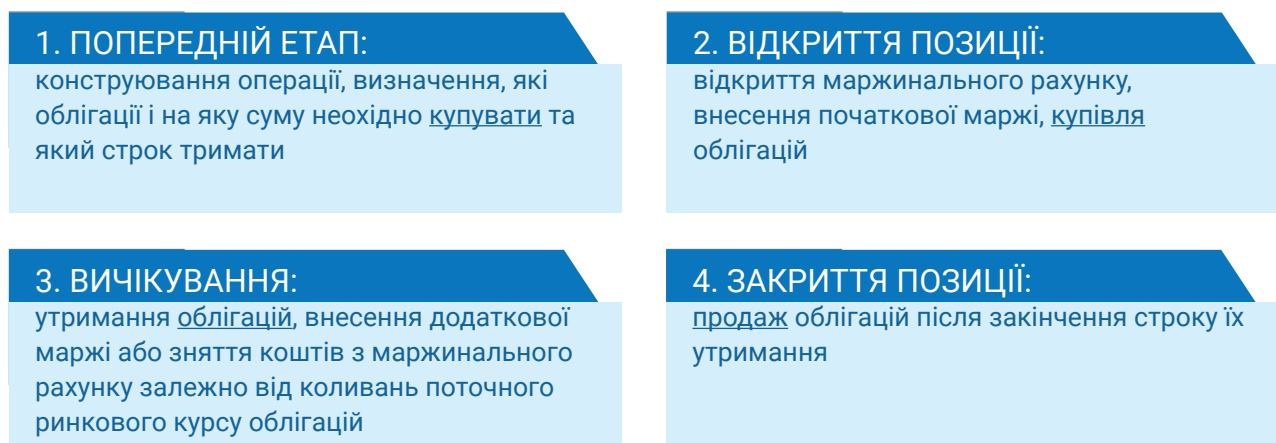 1. ПОПЕРЕДНІЙ ЕТАП:
конструювання операції, визначення, які
облігації і на яку суму неохідно купувати та
який строк тримати
2. ВІДКРИТТЯ ПОЗИЦІЇ:
відкриття маржинального рахунку,
внесення початкової маржі, купівля
облігацій
3. ВИЧІКУВАННЯ:
утримання облігацій, внесення додаткової
маржі або зняття коштів з маржинального
рахунку залежно від коливань поточного
ринкового курсу облігацій
4. ЗАКРИТТЯ ПОЗИЦІЇ:
продаж облігацій після закінчення строку їх
утримання